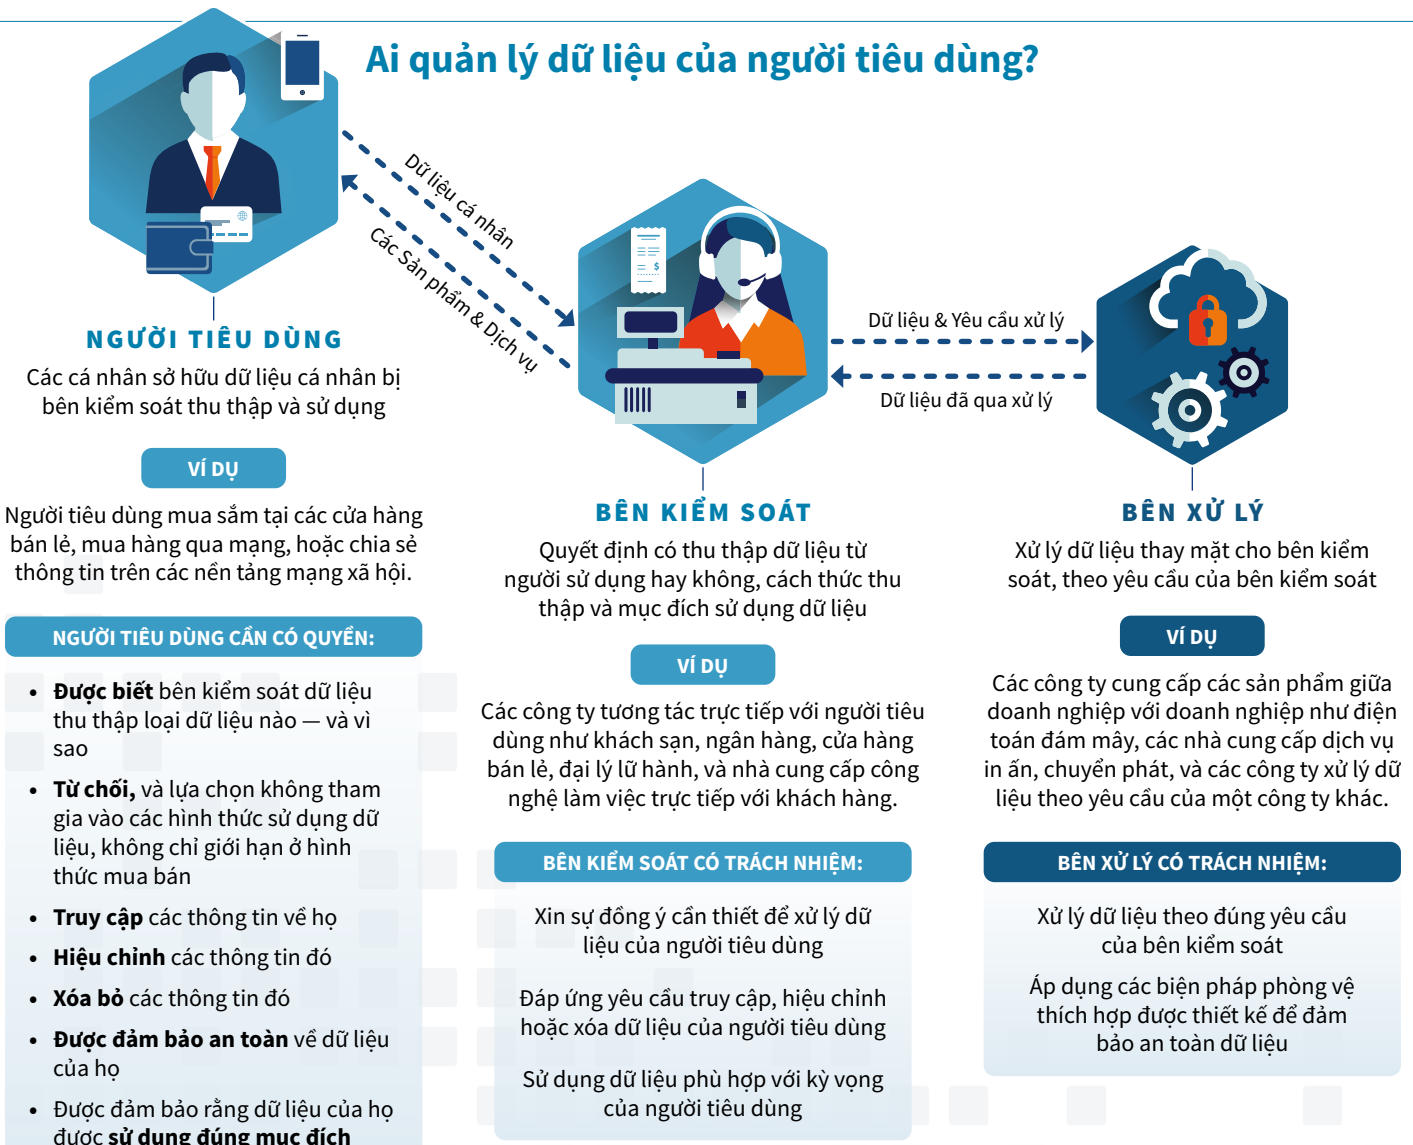 Ai quản lý dữ liệu của người tiêu dùng?
Dữ liệu cá nhân
Các Sản phẩm & Dịch vụ
Dữ liệu & Yêu cầu xử lý
Dữ liệu đã qua xử lý
$
NGƯỜI TIÊU DÙNG
Các cá nhân sở hữu dữ liệu cá nhân bị
bên kiểm soát thu thập và sử dụng
VÍ DỤ
Người tiêu dùng mua sắm tại các cửa hàng
bán lẻ, mua hàng qua mạng, hoặc chia sẻ
thông tin trên các nền tảng mạng xã hội.
NGƯỜI TIÊU DÙNG CẦN CÓ QUYỀN:
• Được biết bên kiểm soát dữ liệu
thu thập loại dữ liệu nào — và vì
sao
• Từ chối, và lựa chọn không tham
gia vào các hình thức sử dụng dữ
liệu, không chỉ giới hạn ở hình
thức mua bán
• Truy cập các thông tin về họ
• Hiệu chỉnh các thông tin đó
• Xóa bỏ các thông tin đó
• Được đảm bảo an toàn về dữ liệu
của họ
• Được đảm bảo rằng dữ liệu của họ
được sử dụng đúng mục đích
BÊN KIỂM SOÁT
Quyết định có thu thập dữ liệu từ
người sử dụng hay không, cách thức thu
thập và mục đích sử dụng dữ liệu
VÍ DỤ
Các công ty tương tác trực tiếp với người tiêu
dùng như khách sạn, ngân hàng, cửa hàng
bán lẻ, đại lý lữ hành, và nhà cung cấp công
nghệ làm việc trực tiếp với khách hàng.
BÊN KIỂM SOÁT CÓ TRÁCH NHIỆM:
Xin sự đồng ý cần thiết để xử lý dữ
liệu của người tiêu dùng
Đáp ứng yêu cầu truy cập, hiệu chỉnh
hoặc xóa dữ liệu của người tiêu dùng
Sử dụng dữ liệu phù hợp với kỳ vọng
của người tiêu dùng
BÊN XỬ LÝ
Xử lý dữ liệu thay mặt cho bên kiểm
soát, theo yêu cầu của bên kiểm soát
VÍ DỤ
Các công ty cung cấp các sản phẩm giữa
doanh nghiệp với doanh nghiệp như điện
toán đám mây, các nhà cung cấp dịch vụ
in ấn, chuyển phát, và các công ty xử lý dữ
liệu theo yêu cầu của một công ty khác.
BÊN XỬ LÝ CÓ TRÁCH NHIỆM:
Xử lý dữ liệu theo đúng yêu cầu
của bên kiểm soát
Áp dụng các biện pháp phòng vệ
thích hợp được thiết kế để đảm
bảo an toàn dữ liệu